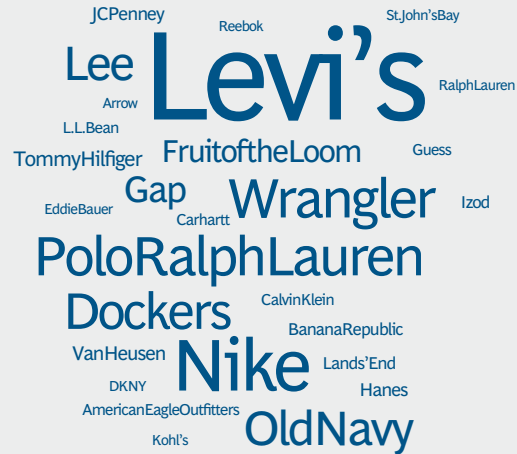 JCPenney
St.John'sBay
Reebok
Levi's
Lee
RalphLauren
Arrow
L.L.Bean
FruitoftheLoom
Guess
TommyHilfiger
Gap
Wrangler
Izod
EddieBauer
Carhartt
PoloRalphLauren
Dockers
CalvinKlein
BananaRepublic
VanHeusen
Nike
Lands'End
DKNY
Hanes
AmericanEagleOutfitters
OldNavy
Kohl's